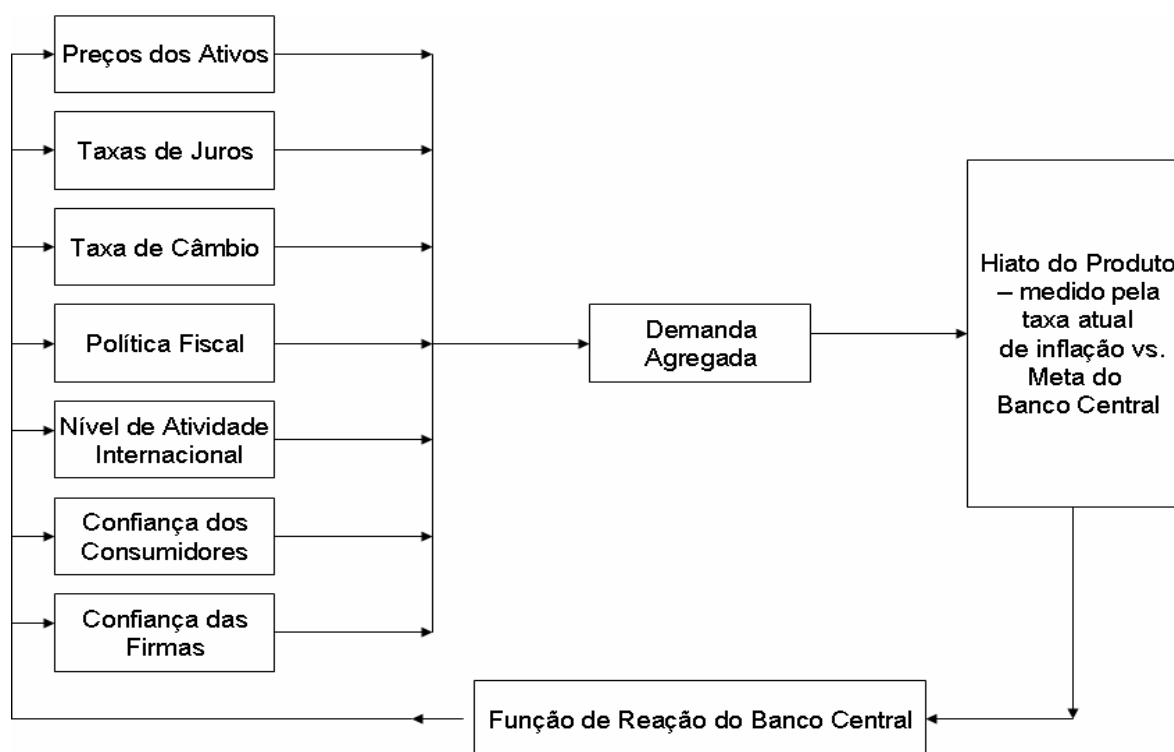 Preços dos Ativos
Taxas de Juros
Taxa de Câmbio
Política Fiscal
Nível de Atividade
Internacional
Confiança dos
Consumidores
Confiança das
Firmas
Demanda
Agregada
Hiato do Produto
– medido pela
taxa atual
de inflação vs.
Meta do
Banco Central
Função de Reação do Banco Central